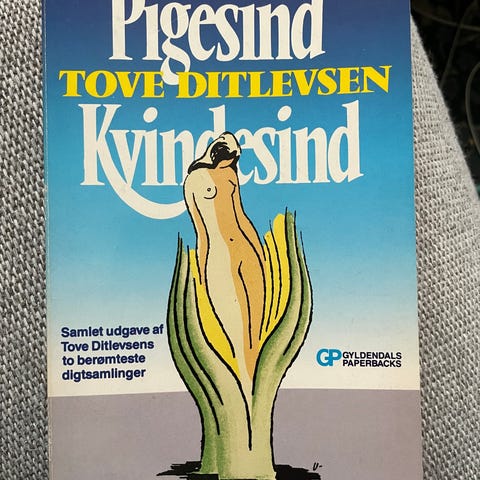 Pigesind
TOVE DITLEVSEN
Kvindesind
Samlet udgave af
Tove Ditlevsens
to berømteste
digtsamlinger
GP GYLDENDALS
PAPERBACKS